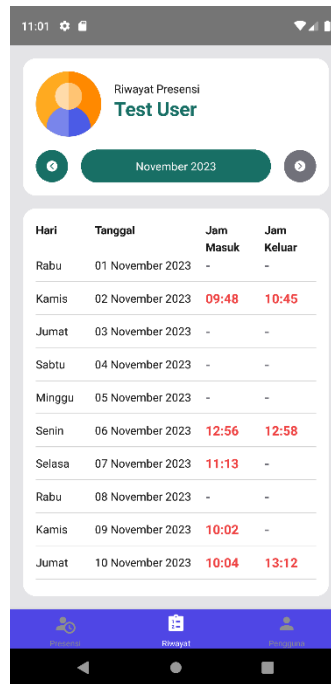 11:01
Riwayat Presensi
Test User
November 2023
Hari Tanggal Jam Masuk Jam Keluar
Rabu 01 November 2023 - -
Kamis 02 November 2023 09:48 10:45
Jumat 03 November 2023 - -
Sabtu 04 November 2023 - -
Minggu 05 November 2023 - -
Senin 06 November 2023 12:56 12:58
Selasa 07 November 2023 11:13 -
Rabu 08 November 2023 - -
Kamis 09 November 2023 10:02 -
Jumat 10 November 2023 10:04 13:12
Presensi Riwayat Pengguna